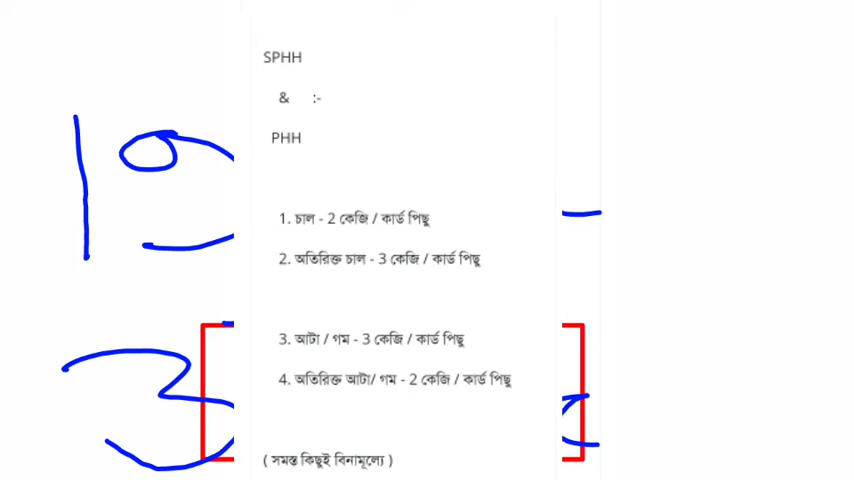 SPHH
& :-
PHH
1. চাল - 2 কেজি / কার্ড পিছু
2. অতিরিক্ত চাল - 3 কেজি / কার্ড পিছু
3. আটা / গম - 3 কেজি / কার্ড পিছু
4. অতিরিক্ত আটা/ গম - 2 কেজি / কার্ড পিছু
( সমস্ত কিছুই বিনামূল্যে )